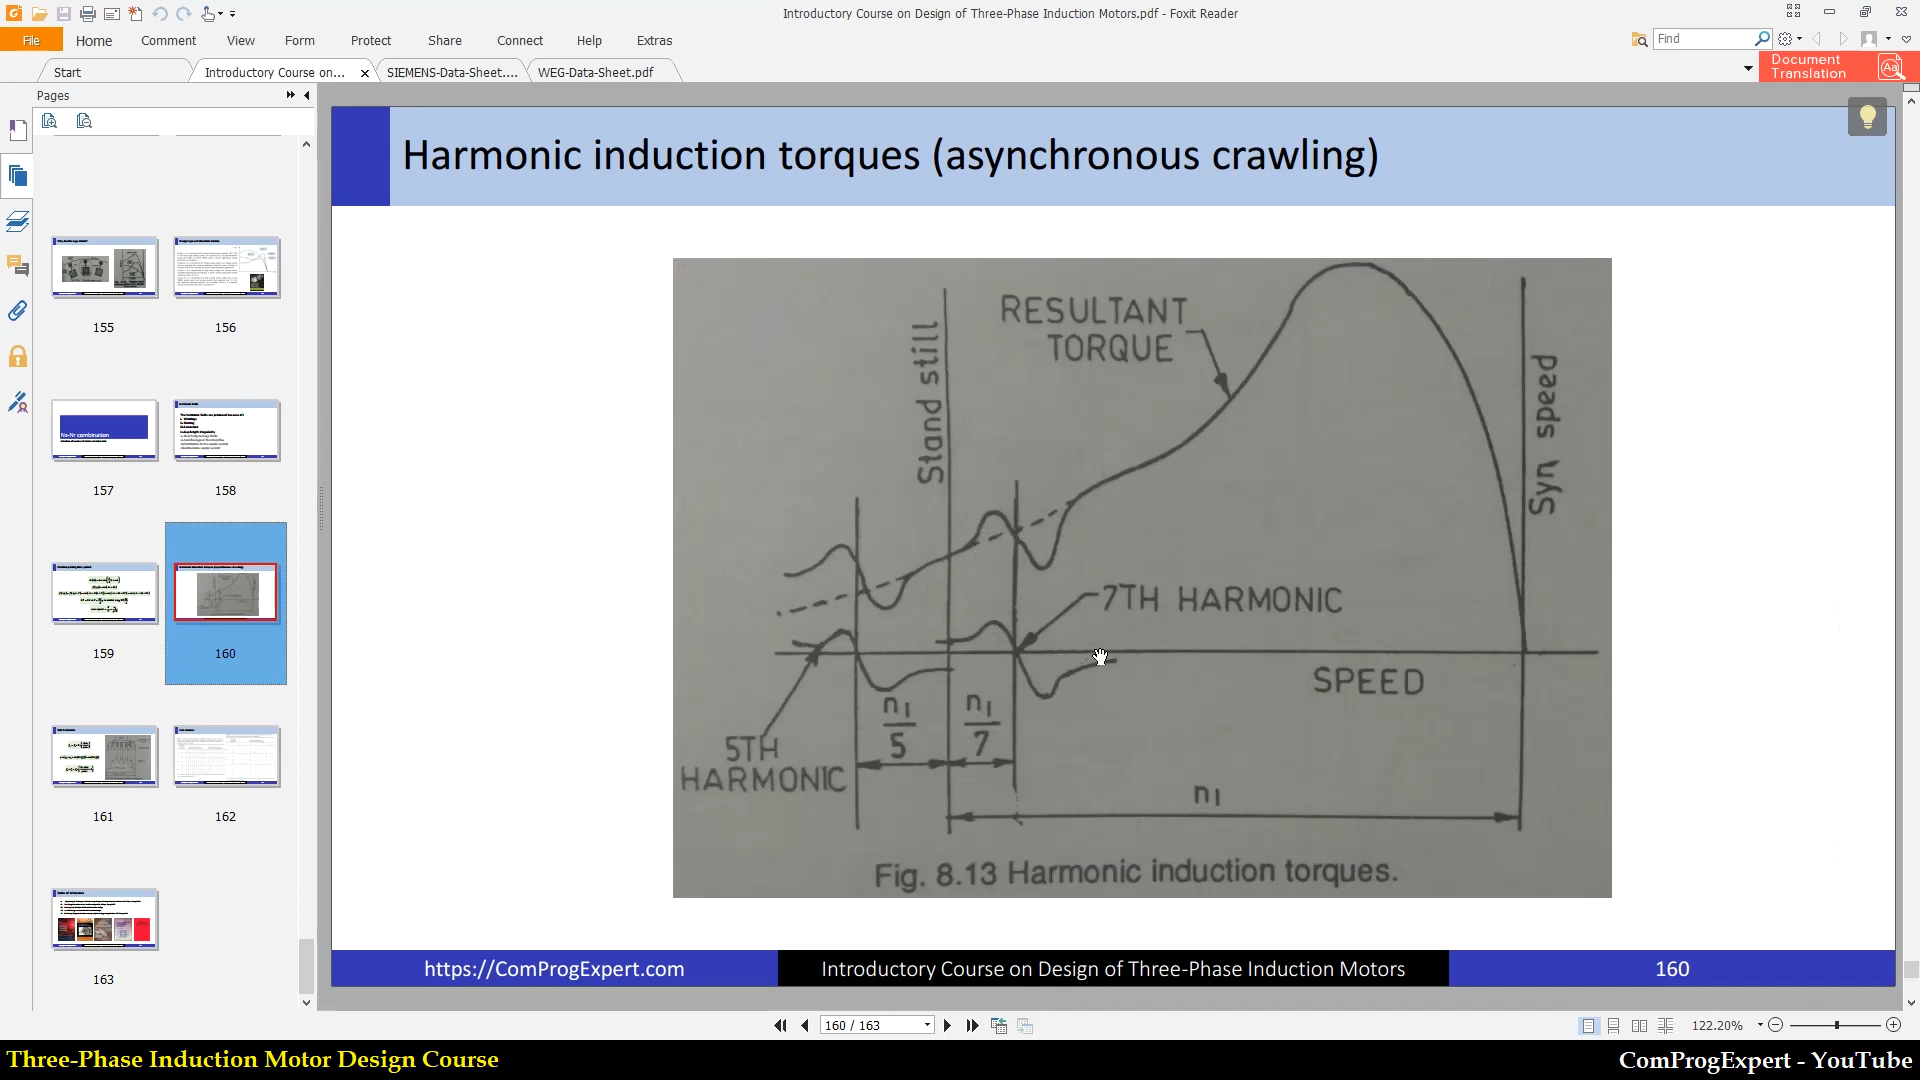 Introductory Course on Design of Three-Phase Induction Motors.pdf - Foxit Reader
File Home Comment View Form Protect Share Connect Help Extras
Find
Start
Introductory Course on...
SIEMENS-Data-Sheet....
WEG-Data-Sheet.pdf
Document
Translation
Pages
155
156
Na-Nr combination
157
158
159
160
161
162
163
Harmonic induction torques (asynchronous crawling)
RESULTANT
TORQUE
Stand still
Syn speed
7TH HARMONIC
SPEED
n1
5
n1
7
5TH
HARMONIC
n1
Fig. 8.13 Harmonic induction torques.
https://ComProgExpert.com
Introductory Course on Design of Three-Phase Induction Motors
160
160 / 163
122.20%
Three-Phase Induction Motor Design Course
ComProgExpert - YouTube